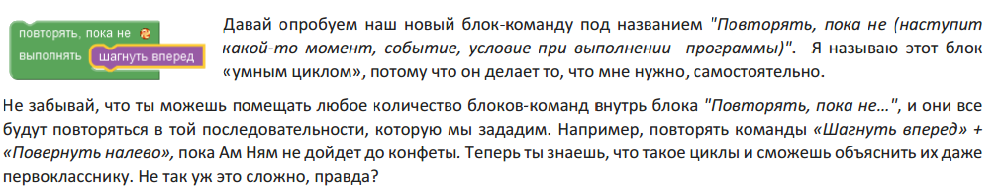 повторять, пока не
выполнять шагнуть вперед
Давай опробуем наш новый блок-команду под названием "Повторять, пока не (наступит
какой-то момент, событие, условие при выполнении программы)". Я называю этот блок
«умным циклом», потому что он делает то, что мне нужно, самостоятельно.
Не забывай, что ты можешь помещать любое количество блоков-команд внутрь блока "Повторять, пока не…", и они все
будут повторяться в той последовательности, которую мы зададим. Например, повторять команды «Шагнуть вперед» +
«Повернуть налево», пока Ам Ням не дойдет до конфеты. Теперь ты знаешь, что такое циклы и сможешь объяснить их даже
первокласснику. Не так уж это сложно, правда?